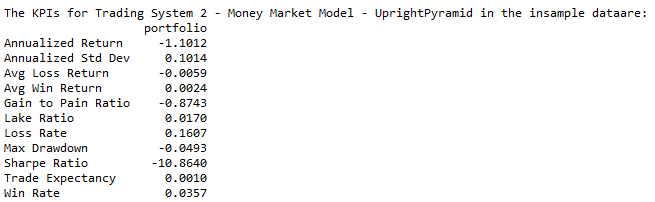 The KPIs for Trading System 2 - Money Market Model - UprightPyramid in the insample dataare:
portfolio
Annualized Return -1.1012
Annualized Std Dev 0.1014
Avg Loss Return -0.0059
Avg Win Return 0.0024
Gain to Pain Ratio -0.8743
Lake Ratio 0.0170
Loss Rate 0.1607
Max Drawdown -0.0493
Sharpe Ratio -10.8640
Trade Expectancy 0.0010
Win Rate 0.0357